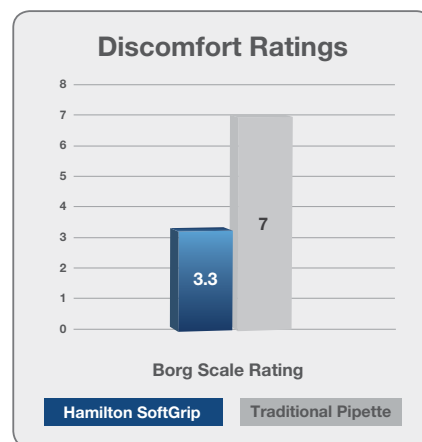 Discomfort Ratings
8
7
6
5
4
3
2
1
0
3.3
7
Borg Scale Rating
Hamilton SoftGrip
Traditional Pipette